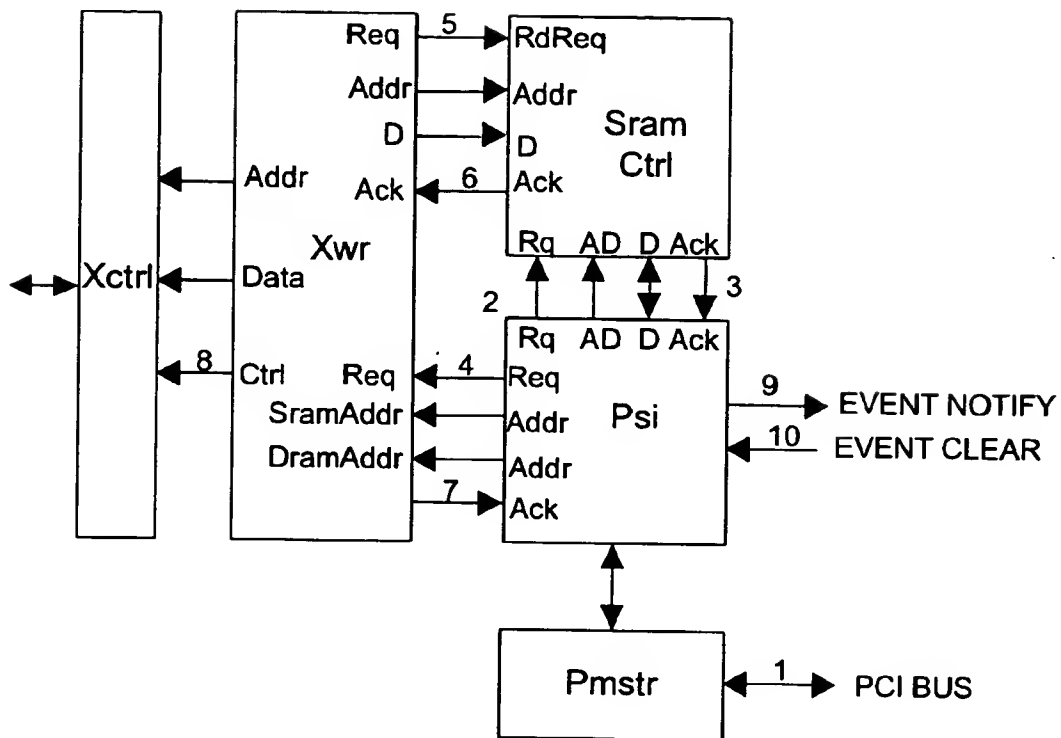 Req 5 RdReq
Addr Addr
D D
Sram
Ctrl
Addr Ack 6 Ack
Xwr
Rq AD D Ack
Xctrl Data
2 3
Rq AD D Ack
8 Ctrl Req 4 Req
SramAddr Addr
Psi
9 EVENT NOTIFY
DramAddr Addr
10 EVENT CLEAR
7 Ack
Pmstr
1 PCI BUS